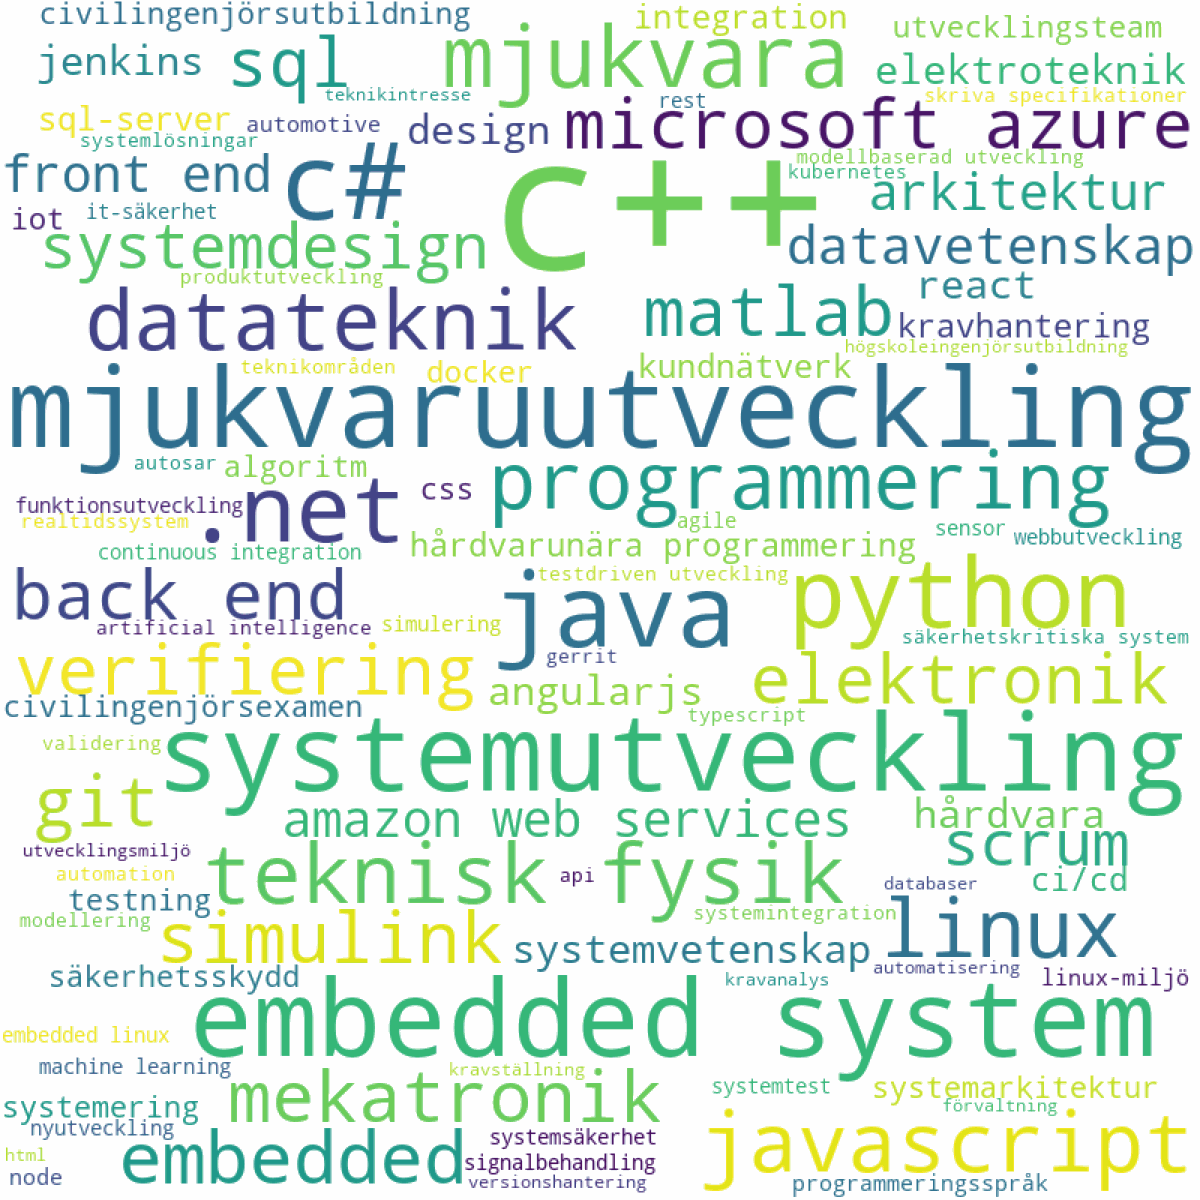 civilingenjörsutbildning
integration
utvecklingsteam
jenkins
sql
mjukvara
elektroteknik
teknikintresse
rest
skriva specifikationer
sql-server
automotive
design
microsoft azure
systemlösningar
front end
c#
c++
modellbaserad utveckling
kubernetes
arkitektur
iot
it-säkerhet
systemdesign
datavetenskap
produktutveckling
datateknik
matlab
react
kravhantering
teknikområden
docker
kundnätverk
högskoleingenjörsutbildning
mjukvaruutveckling
autosar
algoritm
programmering
funktionsutveckling
.net
css
realtidssystem
agile
sensor
webbutveckling
continuous integration
hårdvarunära programmering
back end
java
testdriven utveckling
python
artificial intelligence
simulering
säkerhetskritiska system
verifiering
gerrit
elektronik
angularjs
civilingenjörsexamen
typescript
validering
systemutveckling
git
amazon web services
hårdvara
utvecklingsmiljö
scrum
automation
teknisk fysik
api
databaser
ci/cd
testning
modellering
simulink
systemintegration
linux
systemvetenskap
säkerhetsskydd
kravanalys
automatisering
linux-miljö
embedded system
embedded linux
machine learning
kravställning
mekatronik
systemtest
systemarkitektur
systemering
förvaltning
nyutveckling
embedded
systemsäkerhet
javascript
html
signalbehandling
node
versionshantering
programmeringsspråk